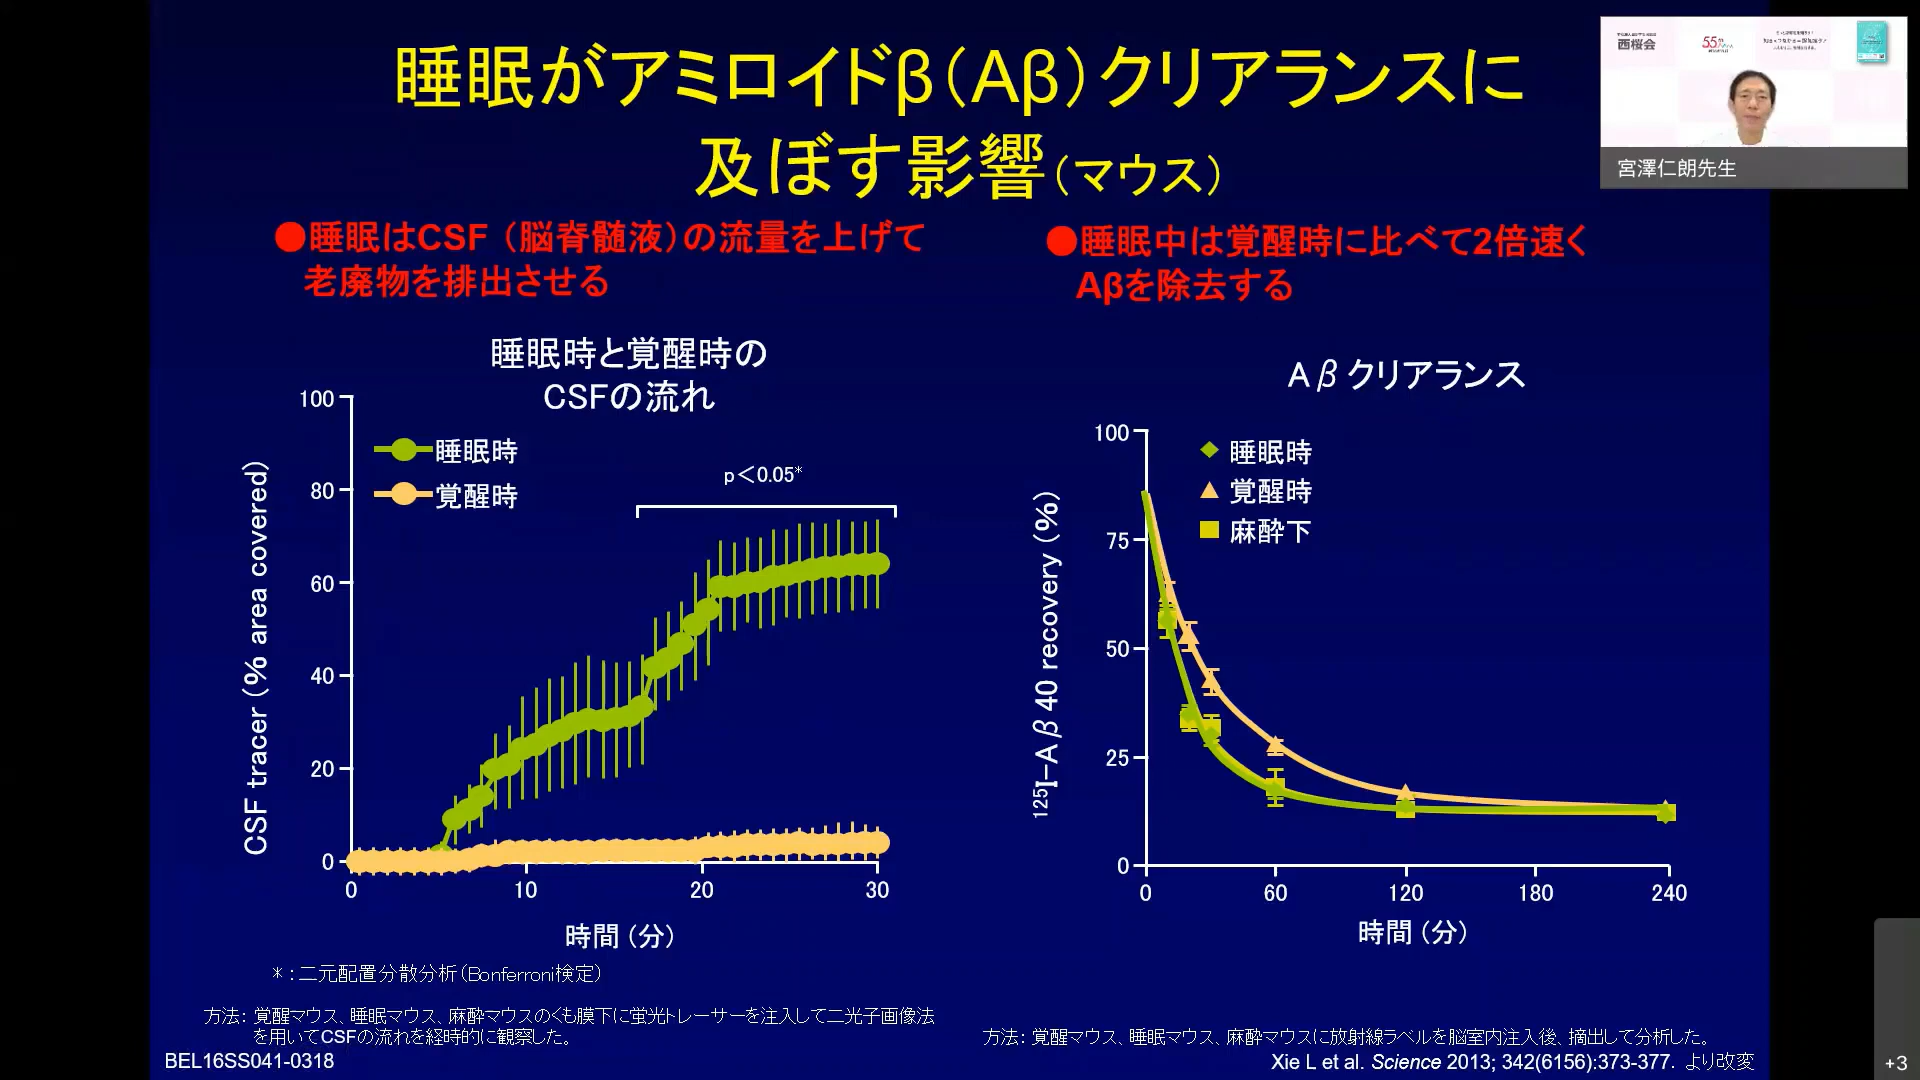 睡眠がアミロイドβ（Aβ）クリアランスに
及ぼす影響（マウス）
西桜会
宮澤仁朗先生
●睡眠はCSF（脳脊髄液）の流量を上げて
老廃物を排出させる
●睡眠中は覚醒時に比べて2倍速く
Aβを除去する
睡眠時と覚醒時の
CSFの流れ
睡眠時
覚醒時
p＜0.05*
CSF tracer (% area covered)
100
80
60
40
20
0
0 10 20 30
時間（分）
Aβクリアランス
睡眠時
覚醒時
麻酔下
125I-Aβ40 recovery (%)
100
75
50
25
0
0 60 120 180 240
時間（分）
*：二元配置分散分析（Bonferroni検定）
方法： 覚醒マウス、睡眠マウス、麻酔マウスのくも膜下に蛍光トレーサーを注入して二光子画像法
を用いてCSFの流れを経時的に観察した。
方法： 覚醒マウス、睡眠マウス、麻酔マウスに放射線ラベルを脳室内注入後、摘出して分析した。
BEL16SS041-0318
Xie L et al. Science 2013; 342(6156):373-377. より改変
+3